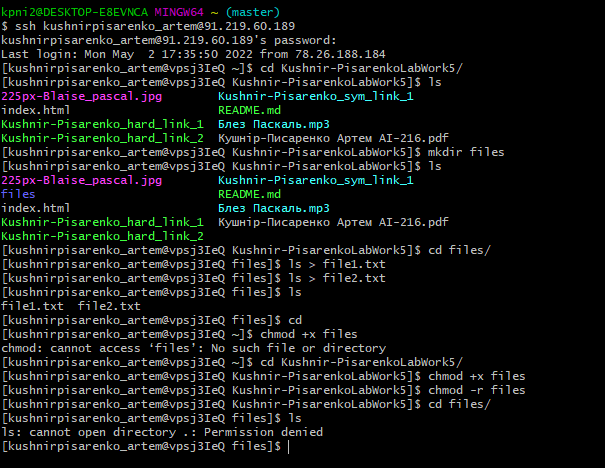 kpmi2@DESKTOP-E8EVNCA MINGW64 ~ (master)
$ ssh kushnirpisarenko_artem@91.219.60.189
kushnirpisarenko_artem@91.219.60.189's password:
Last login: Mon May  2 17:35:50 2022 from 78.26.188.184
[kushnirpisarenko_artem@vpsj3IeQ ~]$ cd Kushnir-PisarenkoLabWork5/
[kushnirpisarenko_artem@vpsj3IeQ Kushnir-PisarenkoLabWork5]$ ls
225px-Blaise_pascal.jpg        Kushnir-Pisarenko_sym_link_1
index.html                     README.md
Kushnir-Pisarenko_hard_link_1  Блез Паскаль.mp3
Kushnir-Pisarenko_hard_link_2  Кушнір-Писаренко Артем АІ-216.pdf
[kushnirpisarenko_artem@vpsj3IeQ Kushnir-PisarenkoLabWork5]$ mkdir files
[kushnirpisarenko_artem@vpsj3IeQ Kushnir-PisarenkoLabWork5]$ ls
225px-Blaise_pascal.jpg        Kushnir-Pisarenko_sym_link_1
files                          README.md
index.html                     Блез Паскаль.mp3
Kushnir-Pisarenko_hard_link_1  Кушнір-Писаренко Артем АІ-216.pdf
Kushnir-Pisarenko_hard_link_2
[kushnirpisarenko_artem@vpsj3IeQ Kushnir-PisarenkoLabWork5]$ cd files/
[kushnirpisarenko_artem@vpsj3IeQ files]$ ls > file1.txt
[kushnirpisarenko_artem@vpsj3IeQ files]$ ls > file2.txt
[kushnirpisarenko_artem@vpsj3IeQ files]$ ls
file1.txt  file2.txt
[kushnirpisarenko_artem@vpsj3IeQ files]$ cd
[kushnirpisarenko_artem@vpsj3IeQ ~]$ chmod +x files
chmod: cannot access ‘files’: No such file or directory
[kushnirpisarenko_artem@vpsj3IeQ ~]$ cd Kushnir-PisarenkoLabWork5/
[kushnirpisarenko_artem@vpsj3IeQ Kushnir-PisarenkoLabWork5]$ chmod +x files
[kushnirpisarenko_artem@vpsj3IeQ Kushnir-PisarenkoLabWork5]$ chmod -r files
[kushnirpisarenko_artem@vpsj3IeQ Kushnir-PisarenkoLabWork5]$ cd files/
[kushnirpisarenko_artem@vpsj3IeQ files]$ ls
ls: cannot open directory .: Permission denied
[kushnirpisarenko_artem@vpsj3IeQ files]$